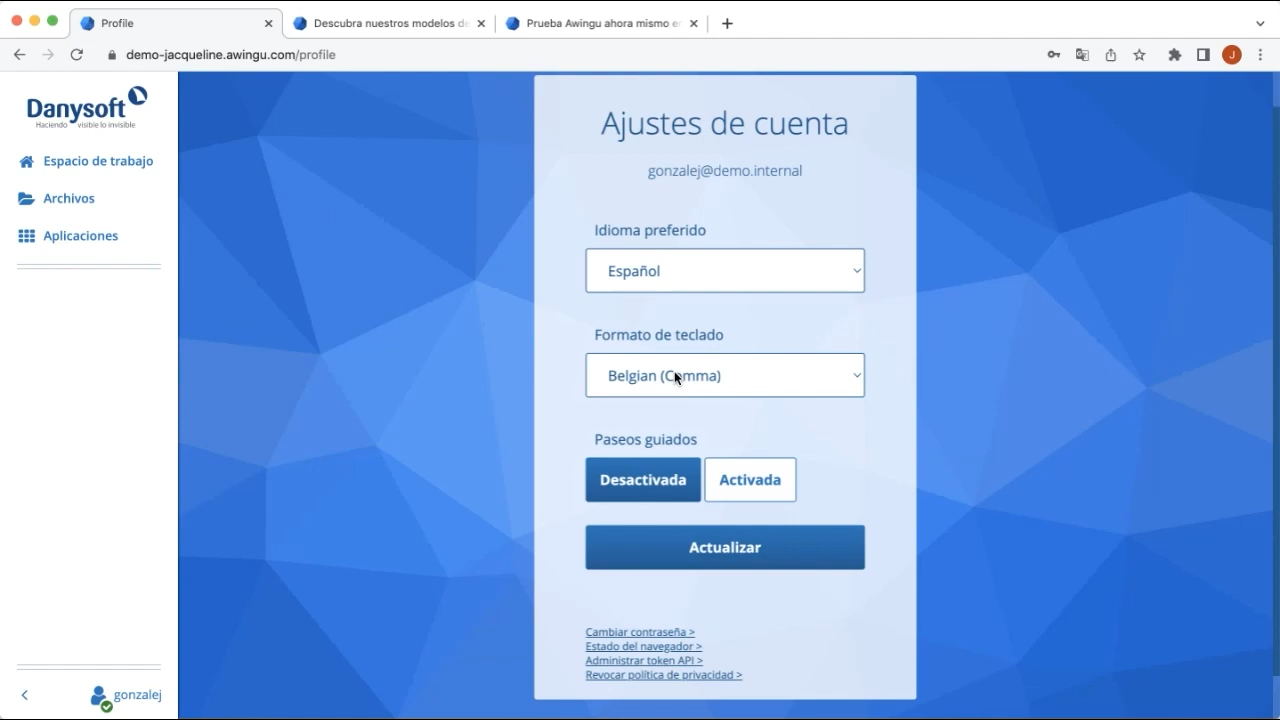 Profile
Descubra nuestros modelos de
Prueba Awingu ahora mismo en
demo-jacqueline.awingu.com/profile
J
Danysoft
Haciendo visible lo invisible
Espacio de trabajo
Archivos
Aplicaciones
Ajustes de cuenta
gonzalej@demo.internal
Idioma preferido
Español
Formato de teclado
Belgian (Comma)
Paseos guiados
Desactivada Activada
Actualizar
Cambiar contraseña >
Estado del navegador >
Administrar token API >
Revocar política de privacidad >
gonzalej